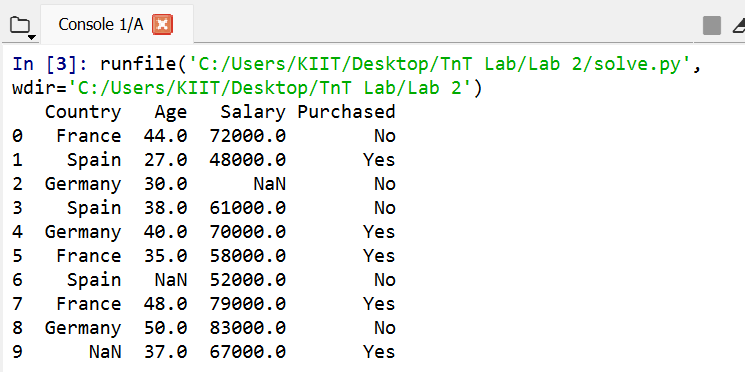 Console 1/A
In [3]: runfile('C:/Users/KIIT/Desktop/TnT Lab/Lab 2/solve.py',
wdir='C:/Users/KIIT/Desktop/TnT Lab/Lab 2')
   Country   Age   Salary Purchased
0   France  44.0  72000.0        No
1    Spain  27.0  48000.0       Yes
2  Germany  30.0      NaN        No
3    Spain  38.0  61000.0        No
4  Germany  40.0  70000.0       Yes
5   France  35.0  58000.0       Yes
6    Spain   NaN  52000.0        No
7   France  48.0  79000.0       Yes
8  Germany  50.0  83000.0        No
9      NaN  37.0  67000.0       Yes